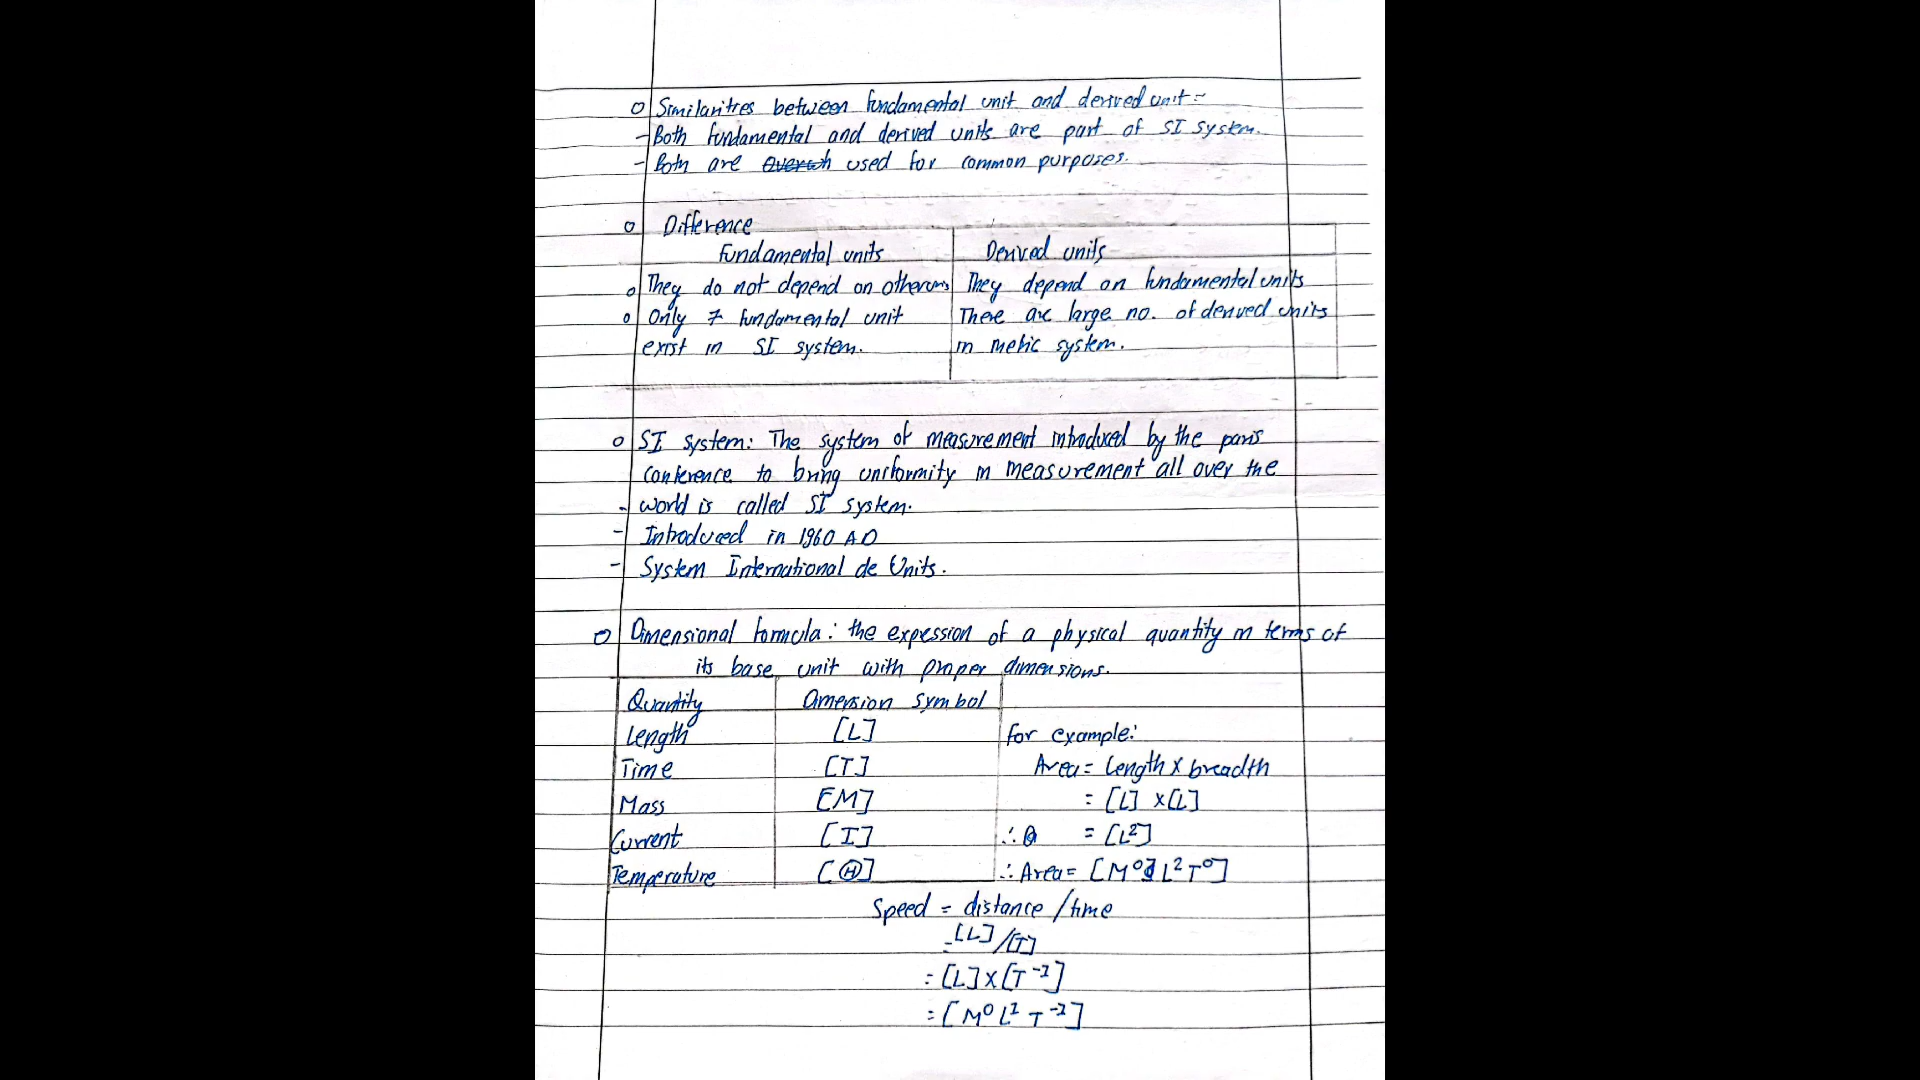 o Similarities between fundamental unit and derived unit:-
- Both fundamental and derived units are part of SI system.
- Both are used for common purposes.
o Difference
Fundamental units Derived units
o They do not depend on other units They depend on fundamental units
o Only 7 fundamental unit There are large no. of derived units
exist in SI system. in metric system.
o SI system: The system of measurement introduced by the paris
conference to bring uniformity in measurement all over the
- world is called SI system.
- Introduced in 1960 AD
- System International de Units.
o Dimensional formula: the expession of a physical quantity in terms of
its base unit with proper dimensions.
Quantity Dimension symbol
Length [L] for example:
Time [T] Area = length x breadth
Mass [M] = [L] x [L]
Current [I] ∴ = [L²]
Temperature [Θ] ∴ Area = [M⁰ L² T⁰]
Speed = distance / time
= [L] / [T]
= [L] x [T⁻¹]
= [M⁰ L¹ T⁻¹]